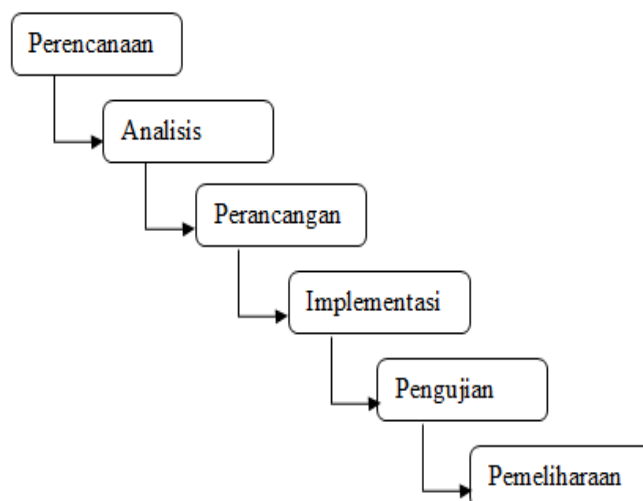 Perencanaan
Analisis
Perancangan
Implementasi
Pengujian
Pemeliharaan